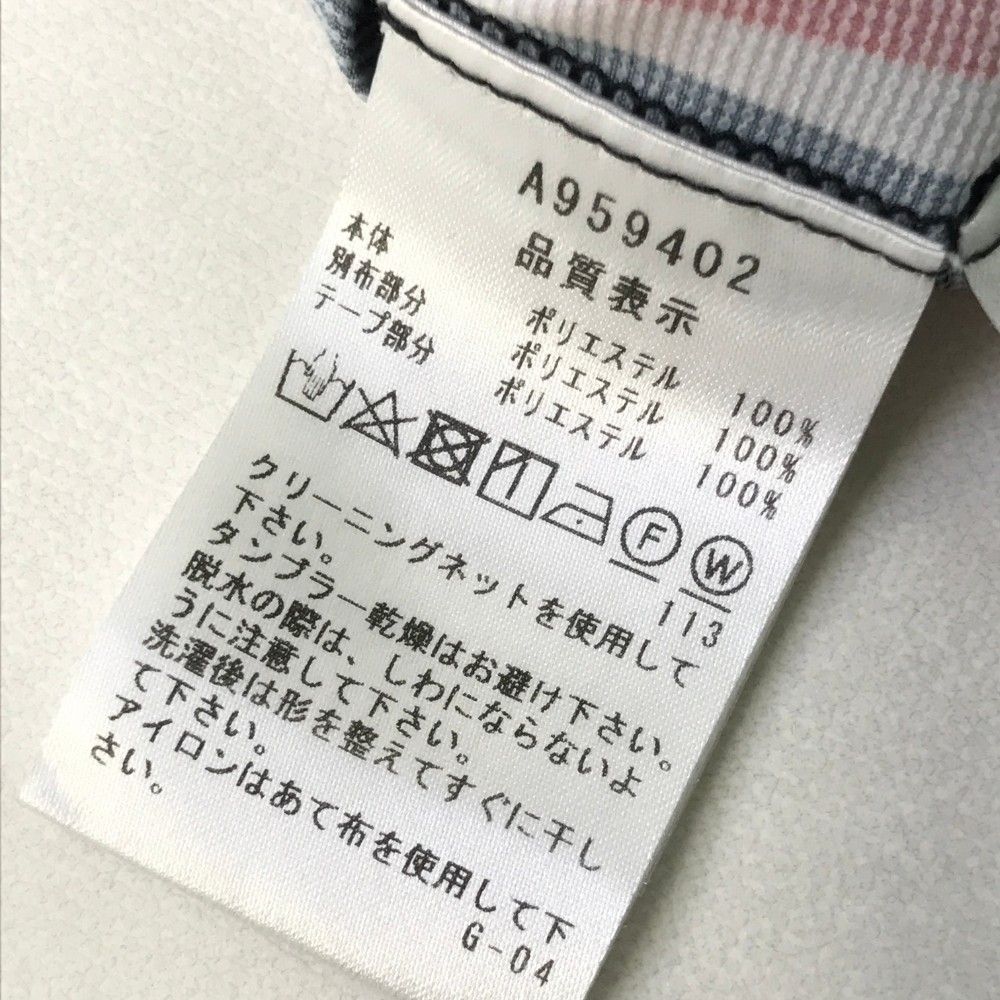 A959402
品質表示
本体 ポリエステル 100%
別布部分 ポリエステル 100%
テープ部分 ポリエステル 100%
F W
113
クリーニングネットを使用して
下さい。
タンブラー乾燥はお避け下さい。
脱水の際は、しわにならないよ
うに注意して下さい。
洗濯後は形を整えてすぐに干し
て下さい。
アイロンはあて布を使用して下
さい。
G-04